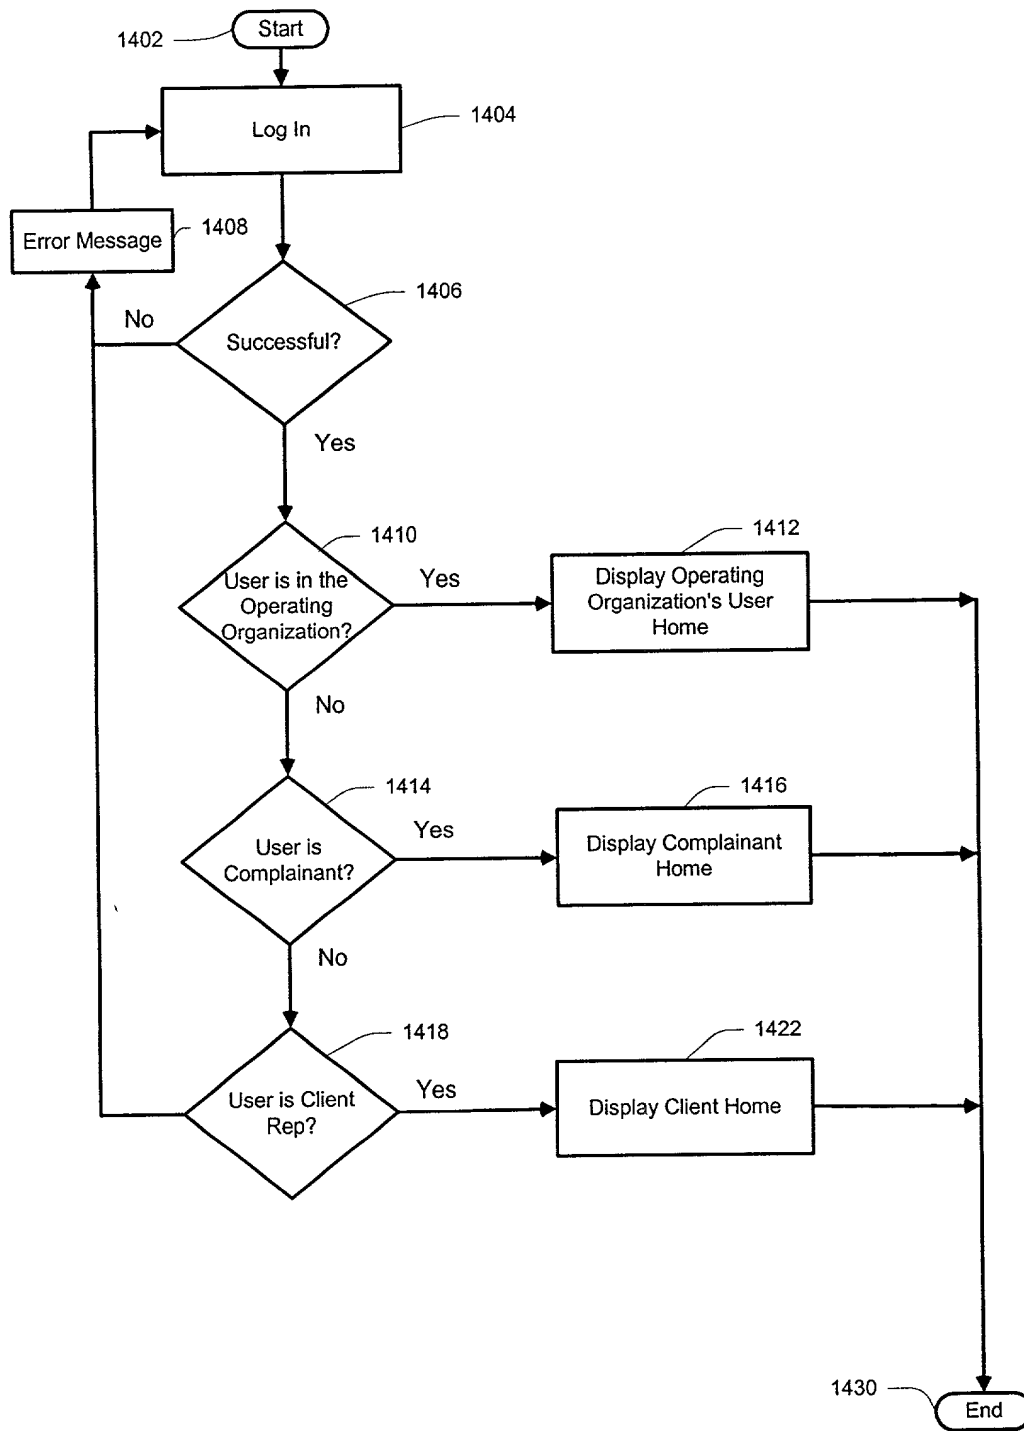 1402
Start
Log In
1404
Error Message
1408
1406
No
Successful?
Yes
1410
User is in the
Operating
Organization?
Yes
1412
Display Operating
Organization's User
Home
No
1414
User is
Complainant?
Yes
1416
Display Complainant
Home
No
1418
User is Client
Rep?
Yes
1422
Display Client Home
1430
End